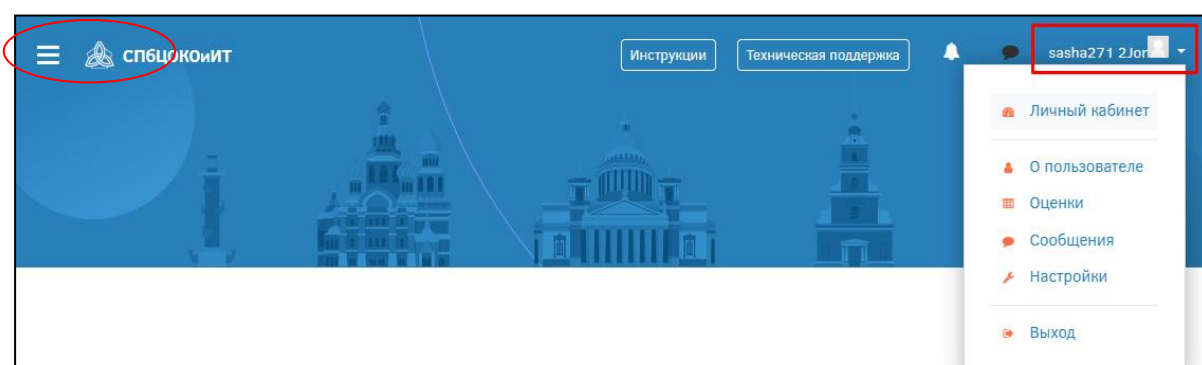 СПбЦОКОиИТ
Инструкции
Техническая поддержка
sasha271 2Jor
Личный кабинет
О пользователе
Оценки
Сообщения
Настройки
Выход